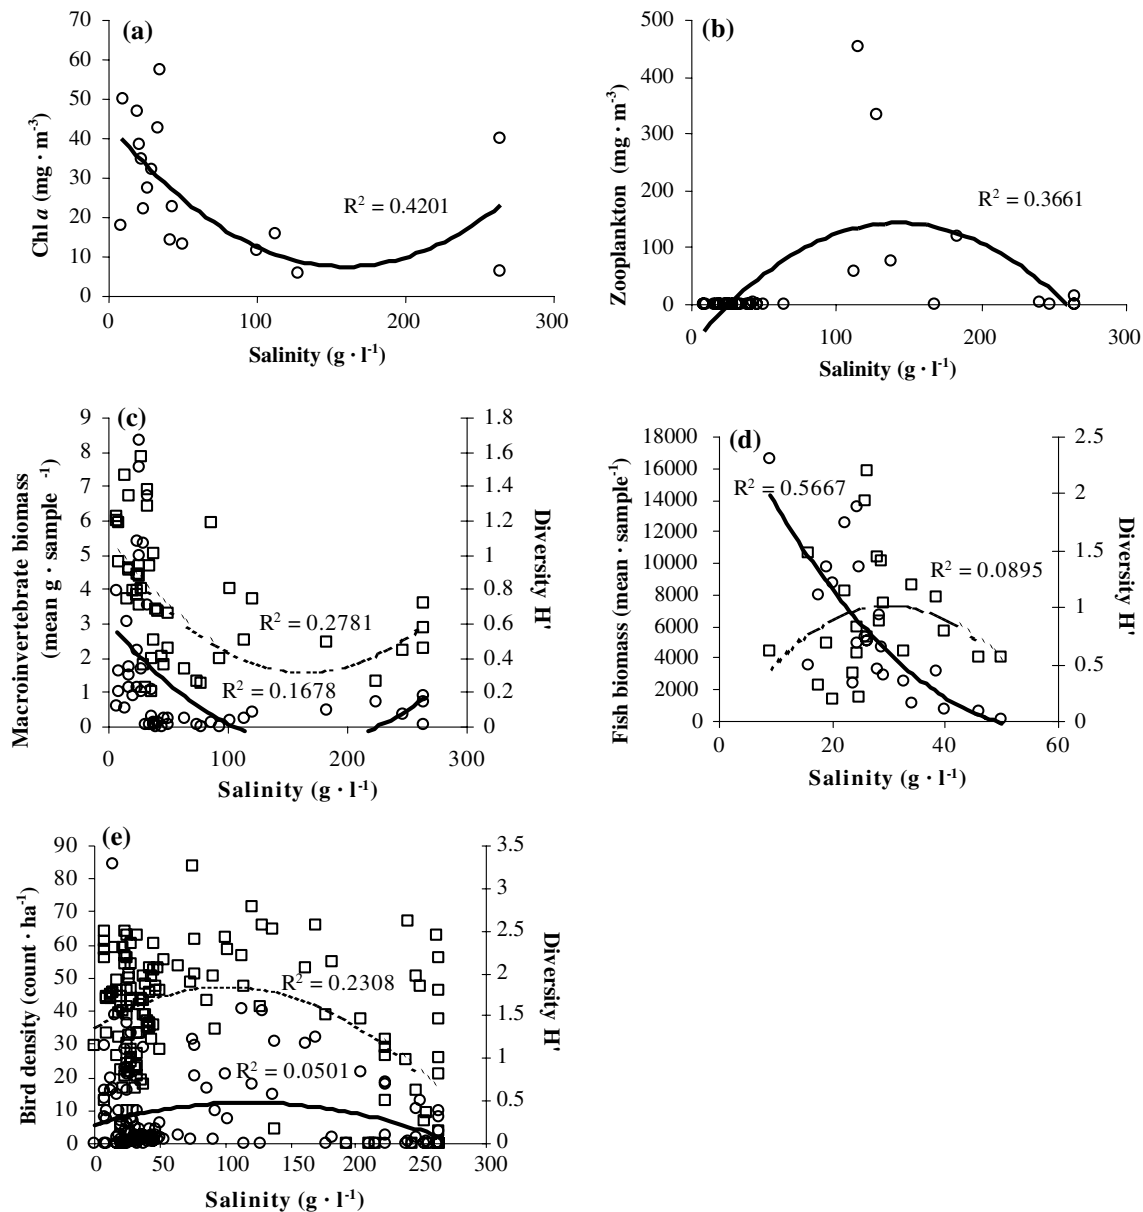 (a)
70
60
50
40
30
20
10
0
Chl a (mg · m⁻³)
R² = 0.4201
0 100 200 300
Salinity (g · l⁻¹)
(b)
500
400
300
200
100
0
Zooplankton (mg · m⁻³)
R² = 0.3661
0 100 200 300
Salinity (g · l⁻¹)
(c)
9
8
7
6
5
4
3
2
1
0
Macroinvertebrate biomass
(mean g · sample ⁻¹)
1.8
1.6
1.4
1.2
1
0.8
0.6
0.4
0.2
0
Diversity H'
R² = 0.2781
R² = 0.1678
0 100 200 300
Salinity (g · l⁻¹)
(d)
18000
16000
14000
12000
10000
8000
6000
4000
2000
0
Fish biomass (mean · sample⁻¹)
2.5
2
1.5
1
0.5
0
Diversity H'
R² = 0.5667
R² = 0.0895
0 20 40 60
Salinity (g · l⁻¹)
(e)
90
80
70
60
50
40
30
20
10
0
Bird density (count · ha⁻¹)
3.5
3
2.5
2
1.5
1
0.5
0
Diversity H'
R² = 0.2308
R² = 0.0501
0 50 100 150 200 250 300
Salinity (g · l⁻¹)